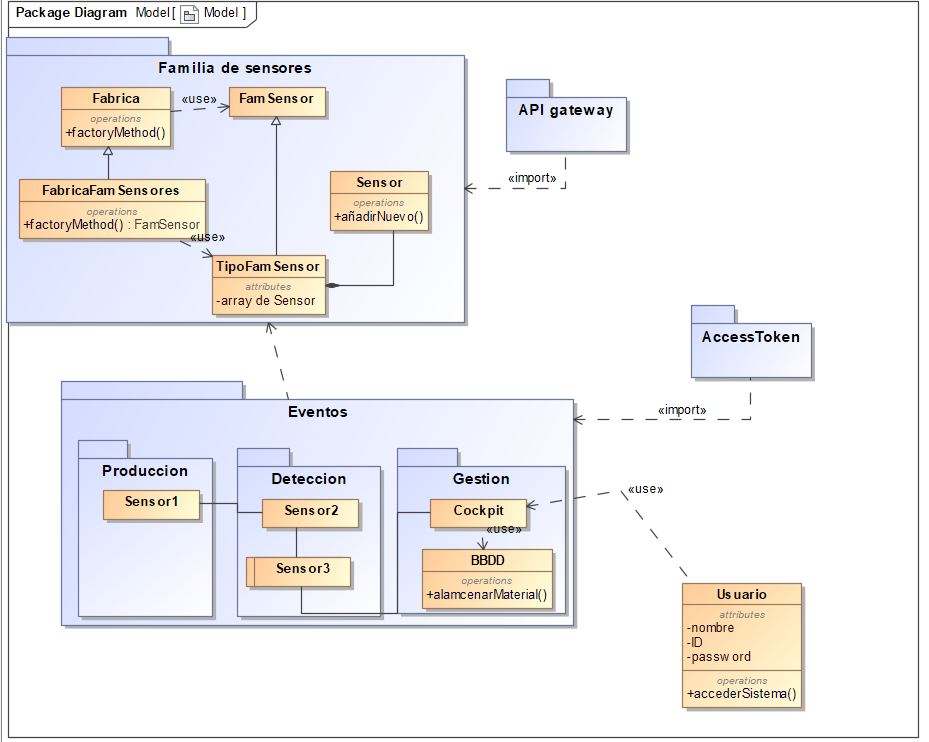 Package Diagram Model [ Model ]
Familia de sensores
Fabrica
operations
+factoryMethod()
«use»
FamSensor
API gateway
«import»
FabricaFamSensores
operations
+factoryMethod() : FamSensor
Sensor
operations
+añadirNuevo()
«use»
TipoFamSensor
attributes
-array de Sensor
AccessToken
«import»
Eventos
Produccion
Sensor1
Deteccion
Sensor2
Sensor3
Gestion
Cockpit
«use»
BBDD
operations
+alamcenarMaterial()
«use»
Usuario
attributes
-nombre
-ID
-password
operations
+accederSistema()